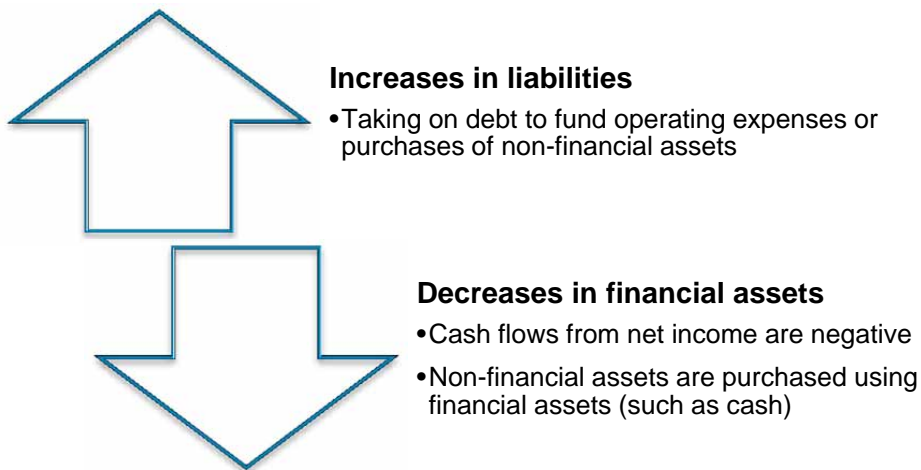 Increases in liabilities
•Taking on debt to fund operating expenses or
purchases of non-financial assets
Decreases in financial assets
•Cash flows from net income are negative
•Non-financial assets are purchased using
financial assets (such as cash)